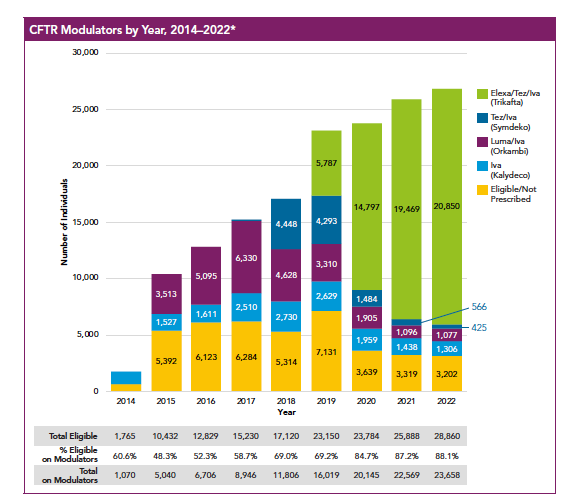 CFTR Modulators by Year, 2014–2022*
30,000
25,000
20,000
15,000
10,000
5,000
0
Number of Individuals
Elexa/Tez/Iva
(Trikafta)
Tez/Iva
(Symdeko)
Luma/Iva
(Orkambi)
Iva
(Kalydeco)
Eligible/Not
Prescribed
3,513
1,527
5,392
5,095
1,611
6,123
6,330
2,510
6,284
4,448
4,628
2,730
5,314
5,787
4,293
3,310
2,629
7,131
14,797
1,484
1,905
1,959
3,639
19,469
566
1,096
1,438
3,319
20,850
425
1,077
1,306
3,202
2014 2015 2016 2017 2018 2019 2020 2021 2022
Year
Total Eligible 1,765 10,432 12,829 15,230 17,120 23,150 23,784 25,888 28,860
% Eligible
on Modulators 60.6% 48.3% 52.3% 58.7% 69.0% 69.2% 84.7% 87.2% 88.1%
Total
on Modulators 1,070 5,040 6,706 8,946 11,806 16,019 20,145 22,569 23,658